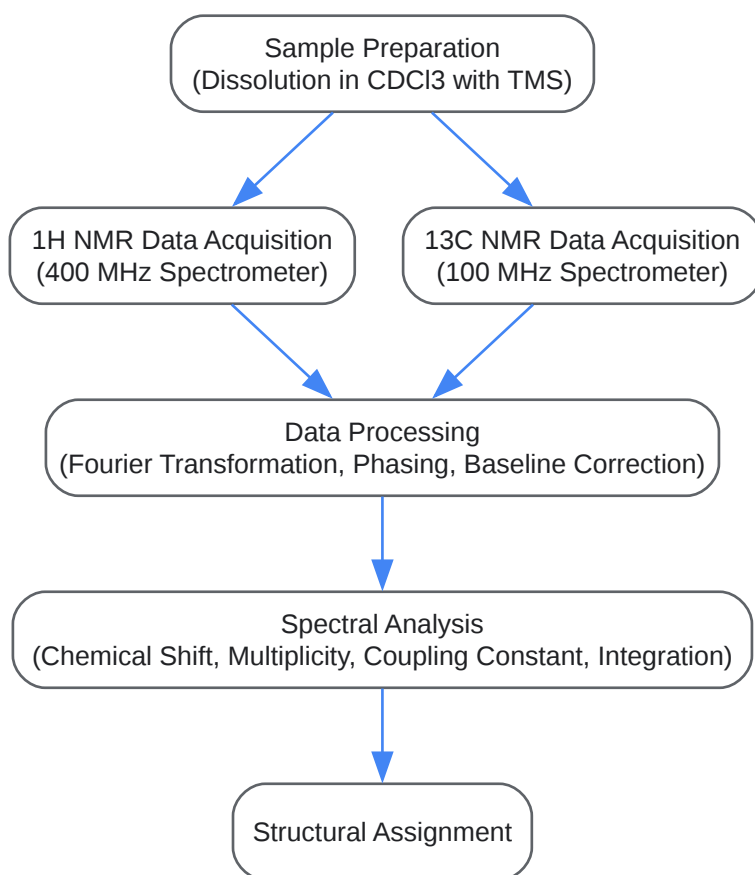 Sample Preparation
(Dissolution in CDCl3 with TMS)
1H NMR Data Acquisition
(400 MHz Spectrometer)
13C NMR Data Acquisition
(100 MHz Spectrometer)
Data Processing
(Fourier Transformation, Phasing, Baseline Correction)
Spectral Analysis
(Chemical Shift, Multiplicity, Coupling Constant, Integration)
Structural Assignment